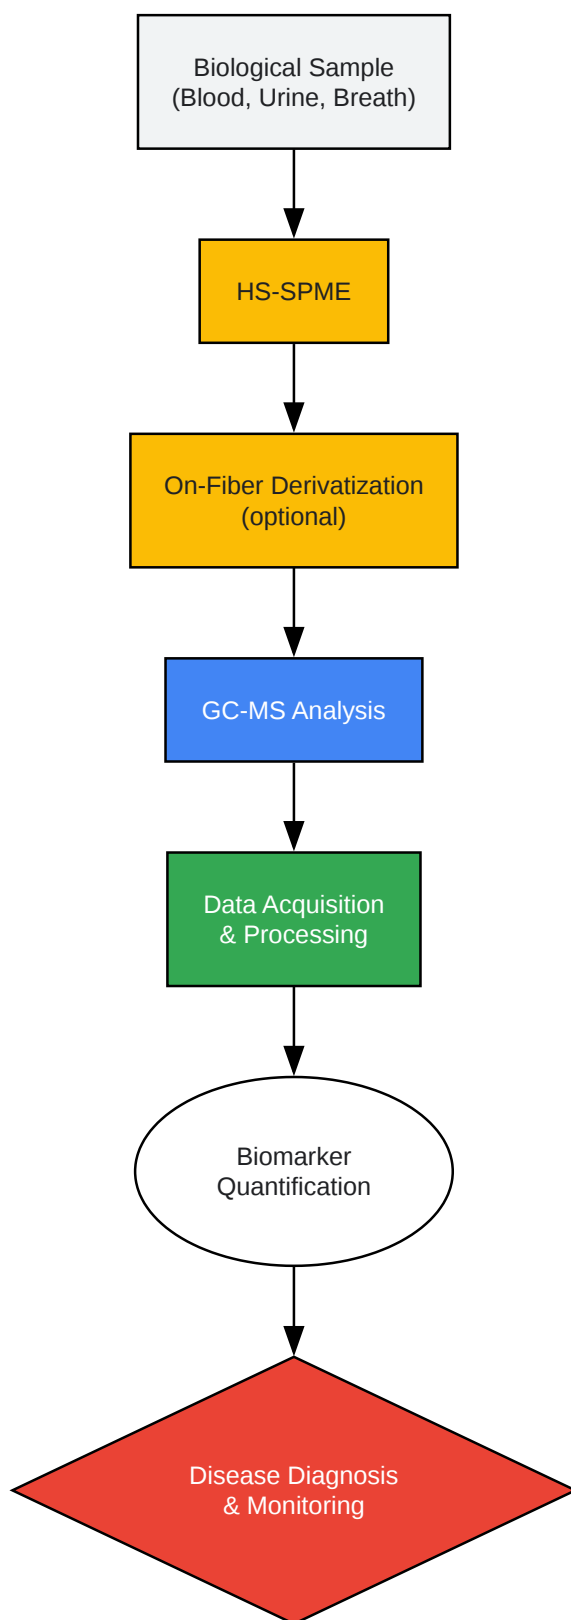 Biological Sample
(Blood, Urine, Breath)
HS-SPME
On-Fiber Derivatization
(optional)
GC-MS Analysis
Data Acquisition
& Processing
Biomarker
Quantification
Disease Diagnosis
& Monitoring